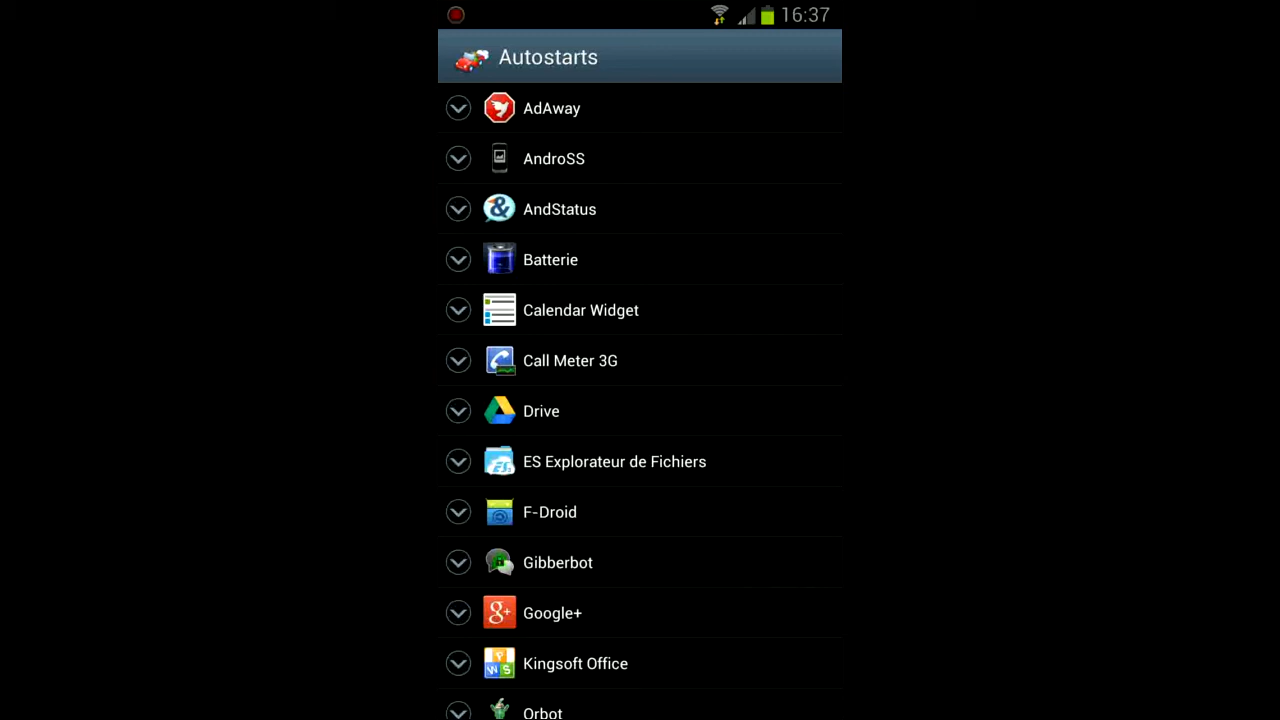 16:37
Autostarts
AdAway
AndroSS
AndStatus
Batterie
Calendar Widget
Call Meter 3G
Drive
ES Explorateur de Fichiers
F-Droid
Gibberbot
Google+
Kingsoft Office
Orbot